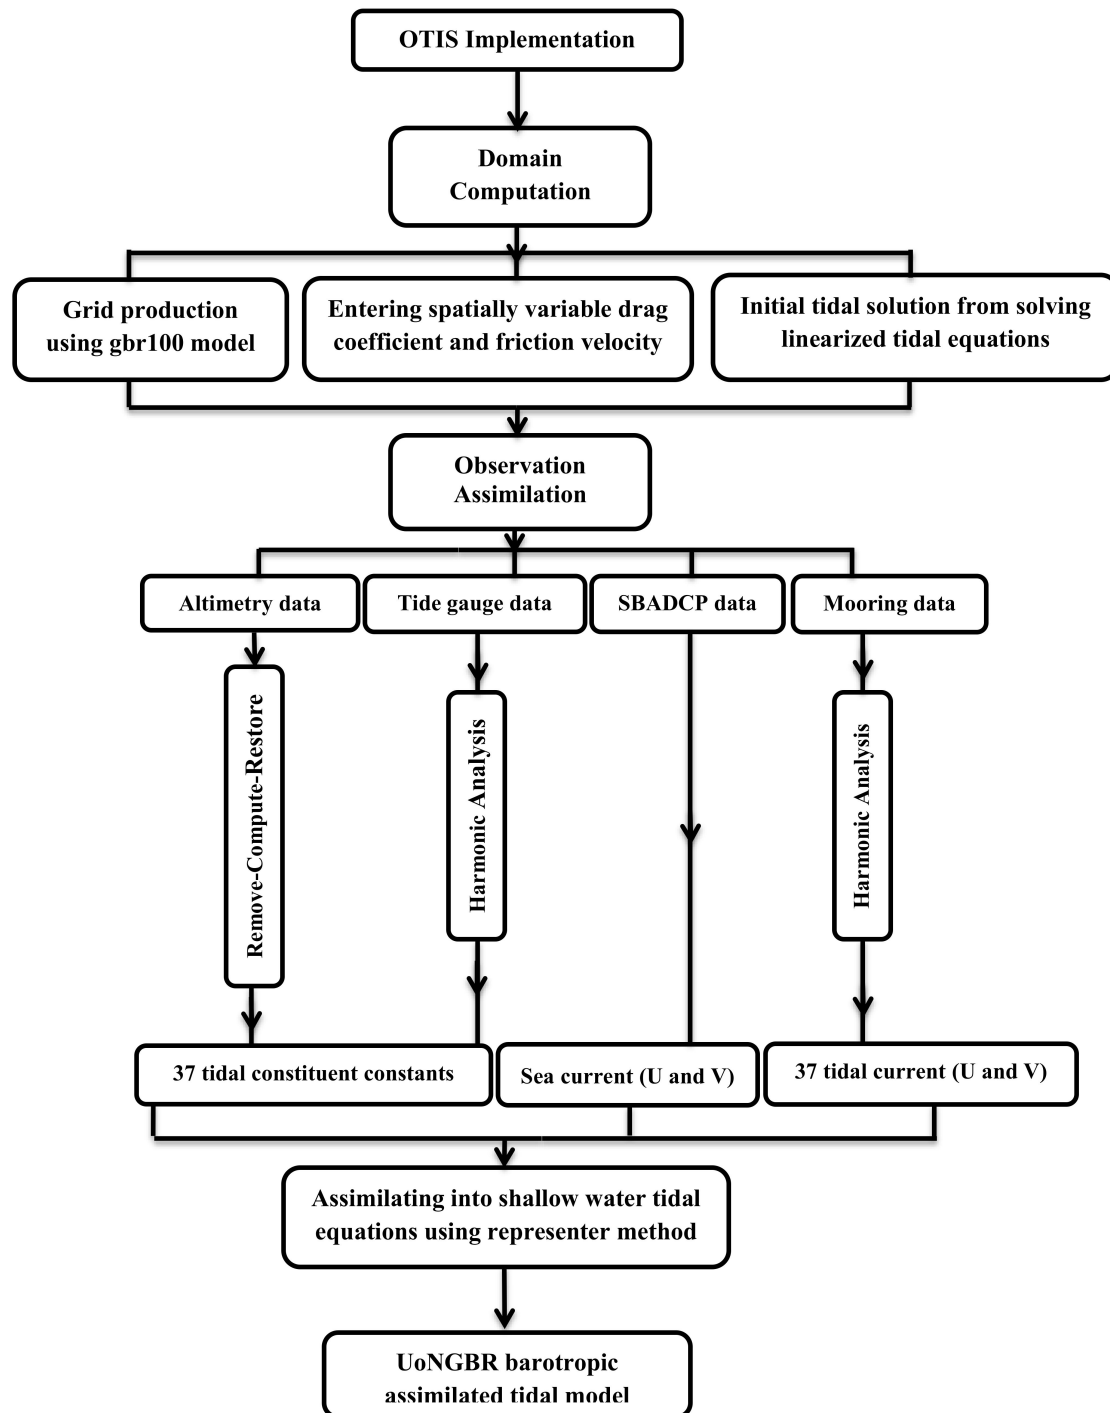 OTIS Implementation
Domain
Computation
Grid production
using gbr100 model
Entering spatially variable drag
coefficient and friction velocity
Initial tidal solution from solving
linearized tidal equations
Observation
Assimilation
Altimetry data
Tide gauge data
SBADCP data
Mooring data
Remove-Compute-Restore
Harmonic Analysis
Harmonic Analysis
37 tidal constituent constants
Sea current (U and V)
37 tidal current (U and V)
Assimilating into shallow water tidal
equations using representer method
UoNGBR barotropic
assimilated tidal model